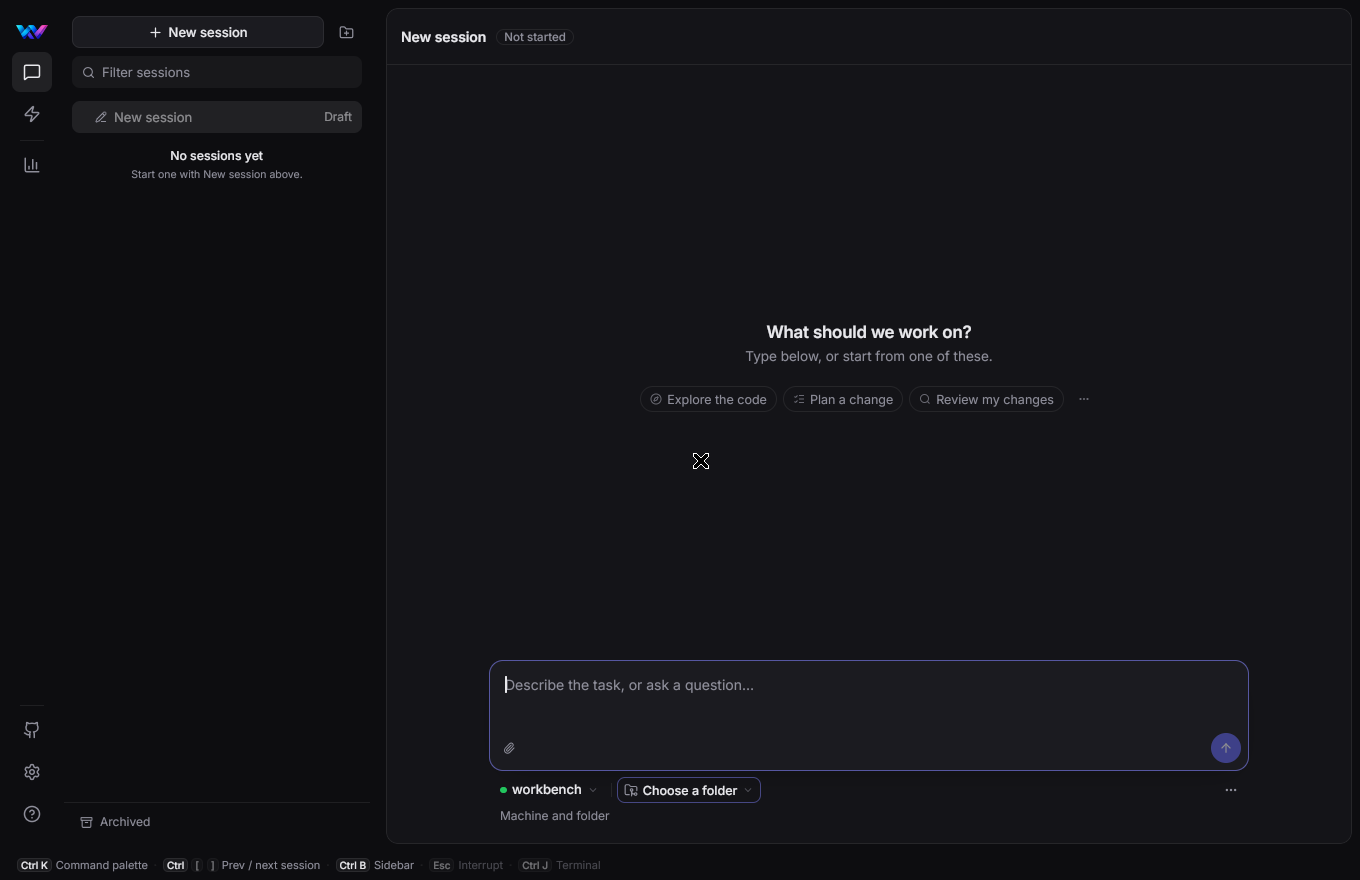 New session
Filter sessions
New session Draft
No sessions yet
Start one with New session above.
Archived
New session Not started
What should we work on?
Type below, or start from one of these.
Explore the code Plan a change Review my changes ...
Describe the task, or ask a question...
workbench Choose a folder ...
Machine and folder
Ctrl K Command palette · Ctrl [ ] Prev / next session · Ctrl B Sidebar · Esc Interrupt · Ctrl J Terminal